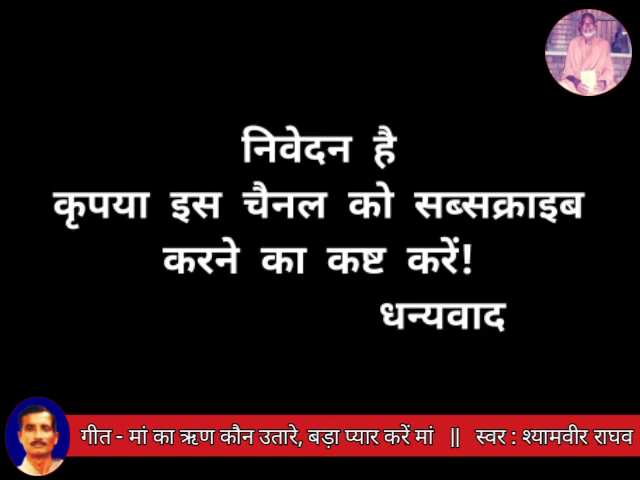 निवेदन है
कृपया इस चैनल को सब्सक्राइब
करने का कष्ट करें!
धन्यवाद
गीत - मां का ऋण कौन उतारे, बड़ा प्यार करें मां || स्वर : श्यामवीर राघव